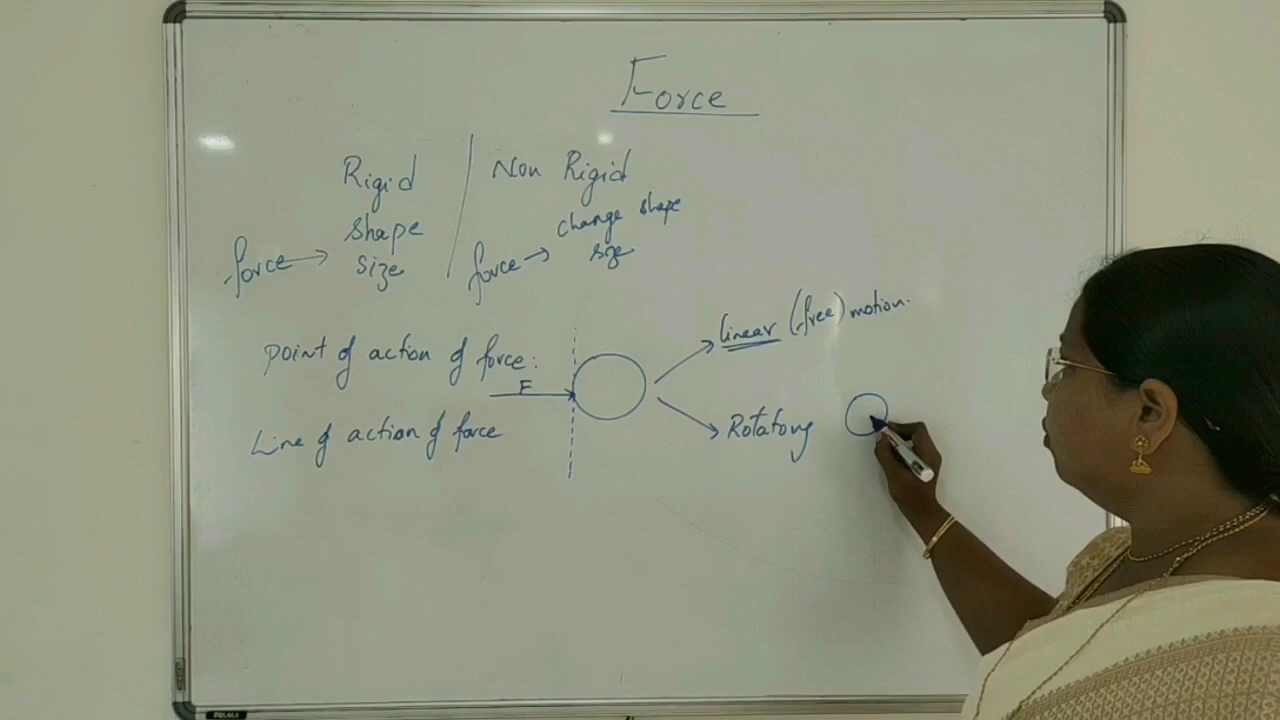 Force
Rigid
shape
force → size
Non Rigid
change shape
force → size
point of action of force:
F
Line of action of force
linear (free) motion.
Rotatory